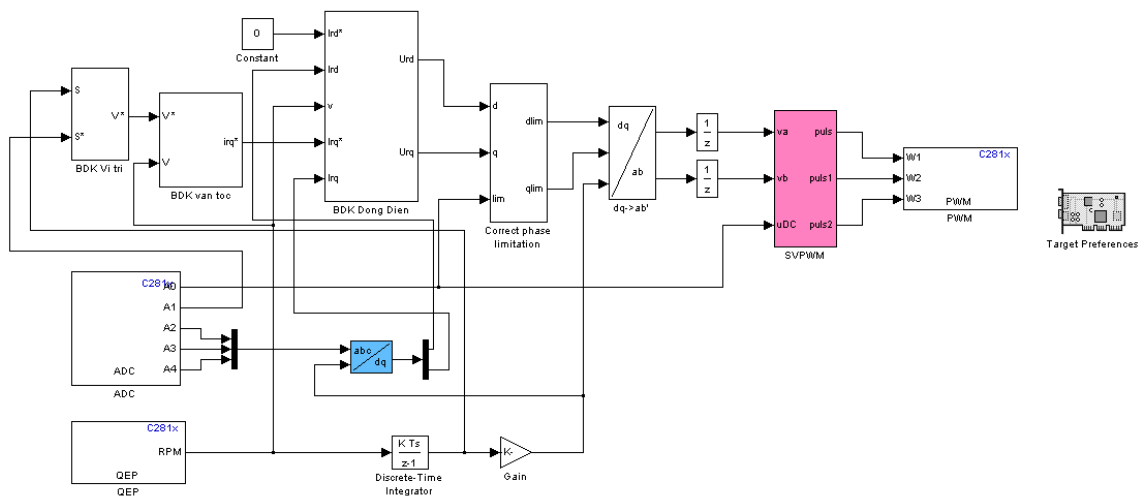 0
Constant
Ird*
Ird
v
Irq*
Irq
Urd
Urq
BDK Dong Dien
S
S*
V*
BDK Vi tri
V*
V
irq*
BDK van toc
d
q
lim
dlim
qlim
Correct phase
limitation
dq
ab
dq->ab'
1
z
1
z
va
vb
uDC
puls
puls1
puls2
SVPWM
C281x
W1
W2
W3
PWM
PWM
Target Preferences
C281x
A0
A1
A2
A3
A4
ADC
ADC
abc
dq
C281x
RPM
QEP
QEP
K Ts
z-1
Discrete-Time
Integrator
K-
Gain